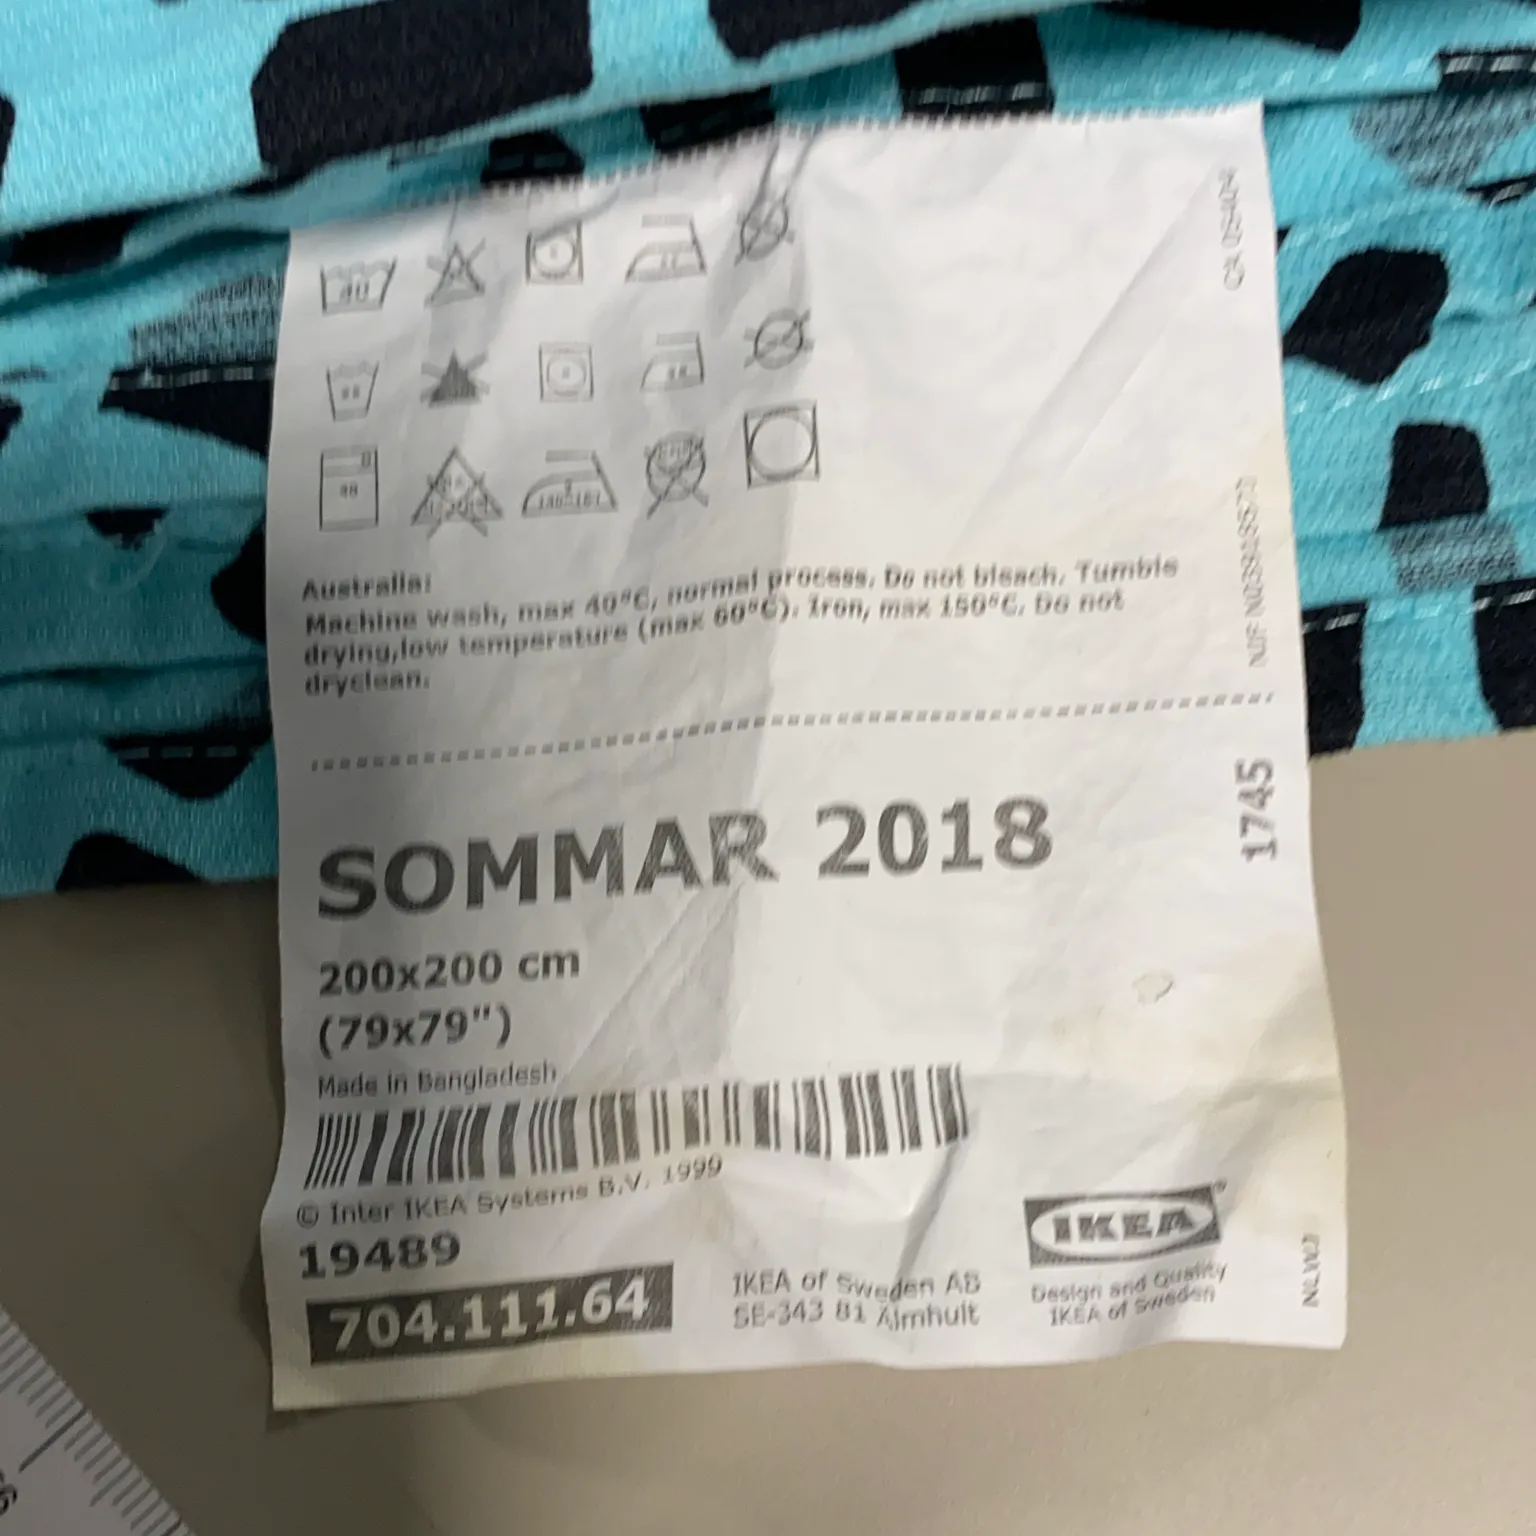 40
Australia:
Machine wash, max 40°C, normal process. Do not bleach. Tumble
drying,low temperature (max 60°C). Iron, max 150°C. Do not
dryclean.
SOMMAR 2018
1745
200x200 cm
(79x79")
Made in Bangladesh
© Inter IKEA Systems B.V. 1999
19489
704.111.64
IKEA of Sweden AB
SE-343 81 Älmhult
IKEA®
Design and Quality
IKEA of Sweden